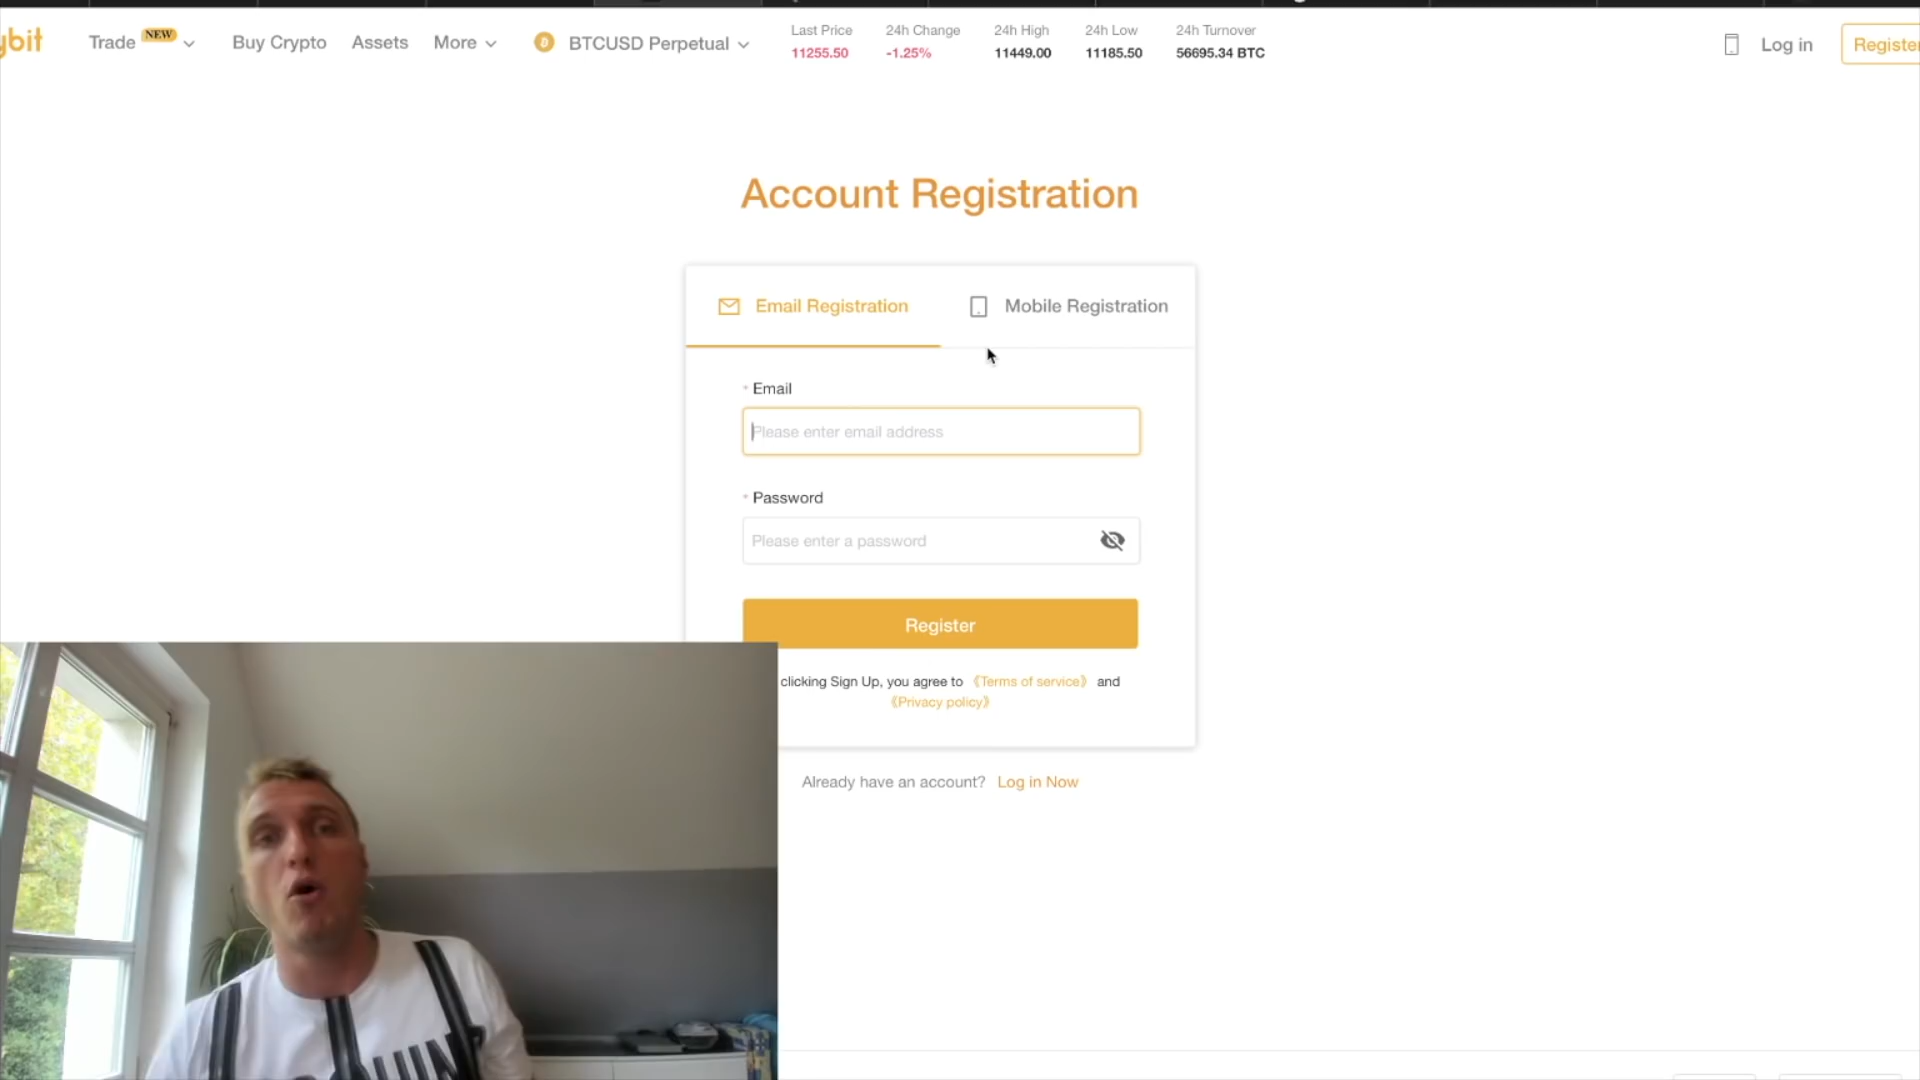 ybit
Trade NEW Buy Crypto Assets More BTCUSD Perpetual
Last Price 24h Change 24h High 24h Low 24h Turnover
11255.50 -1.25% 11449.00 11185.50 56695.34 BTC
Log in Register
Account Registration
Email Registration Mobile Registration
* Email
Please enter email address
* Password
Please enter a password
Register
clicking Sign Up, you agree to 《Terms of service》 and
《Privacy policy》
Already have an account? Log in Now